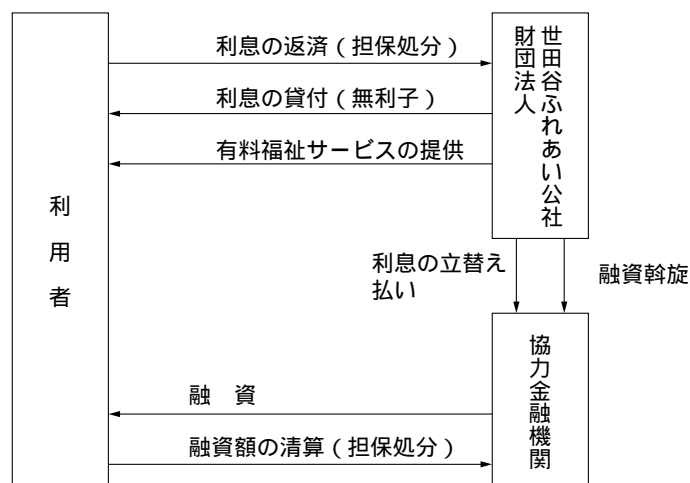 利息の返済(担保処分)
利息の貸付(無利子)
有料福祉サービスの提供
利用者
財団法人
世田谷ふれあい公社
利息の立替え
払い
融資斡旋
協力金融機関
融 資
融資額の清算(担保処分)